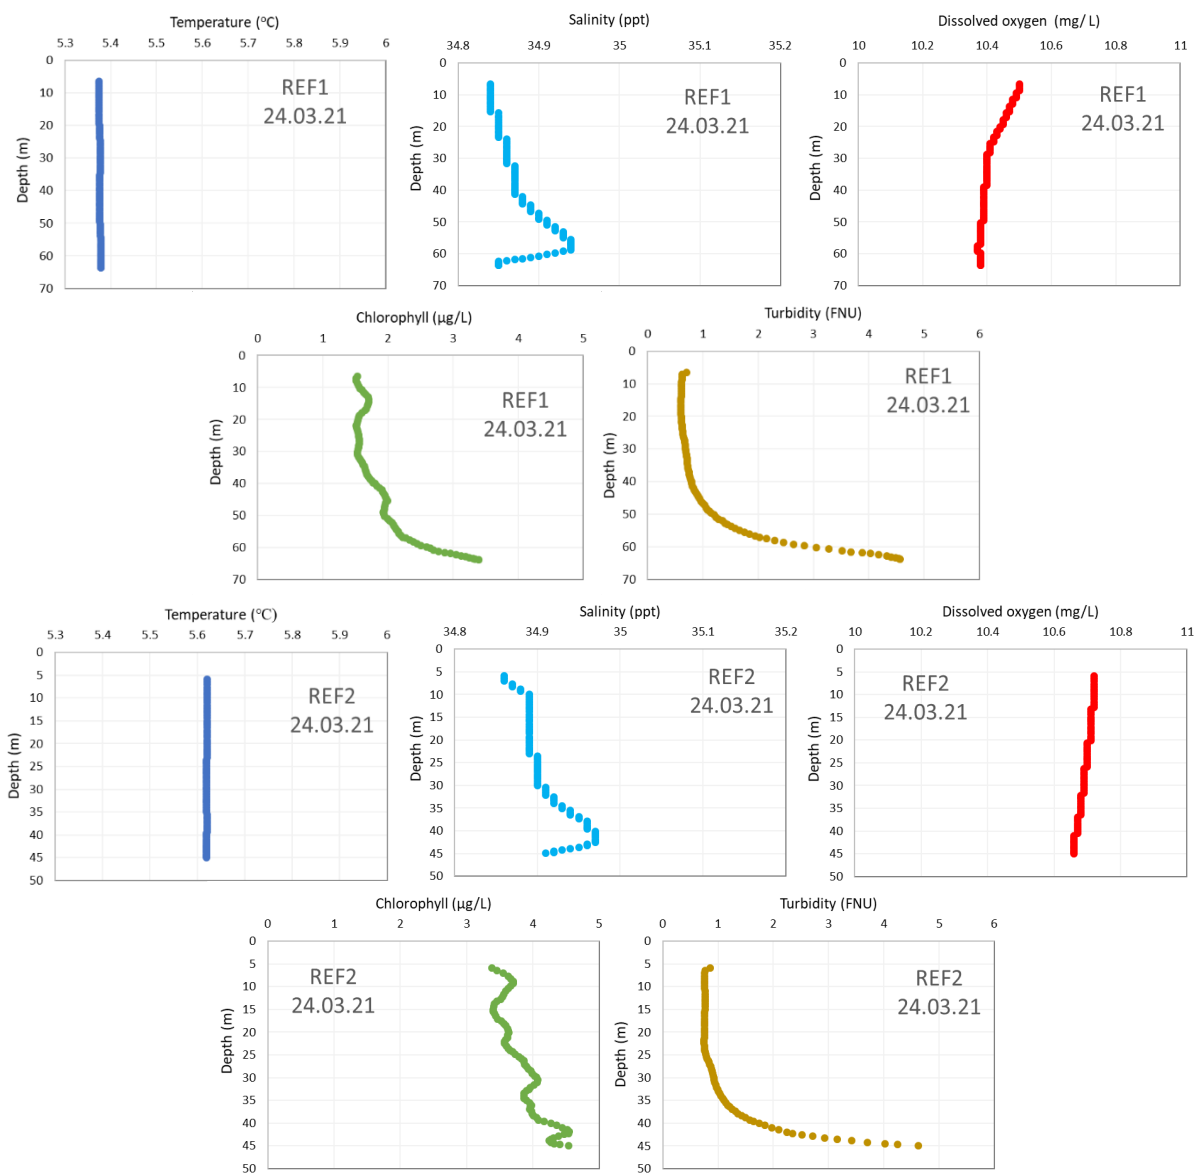 Temperature (°C)
5.3 5.4 5.5 5.6 5.7 5.8 5.9 6
0
10
20
30
40
50
60
70
Depth (m)
REF1
24.03.21
Salinity (ppt)
34.8 34.9 35 35.1 35.2
0
10
20
30
40
50
60
70
Depth (m)
REF1
24.03.21
Dissolved oxygen (mg/ L)
10 10.2 10.4 10.6 10.8 11
0
10
20
30
40
50
60
70
Depth (m)
REF1
24.03.21
Chlorophyll (µg/L)
0 1 2 3 4 5
0
10
20
30
40
50
60
70
Depth (m)
REF1
24.03.21
Turbidity (FNU)
0 1 2 3 4 5 6
0
10
20
30
40
50
60
70
Depth (m)
REF1
24.03.21
Temperature (°C)
5.3 5.4 5.5 5.6 5.7 5.8 5.9 6
0
5
10
15
20
25
30
35
40
45
50
Depth (m)
REF2
24.03.21
Salinity (ppt)
34.8 34.9 35 35.1 35.2
0
5
10
15
20
25
30
35
40
45
50
Depth (m)
REF2
24.03.21
Dissolved oxygen (mg/L)
10 10.2 10.4 10.6 10.8 11
0
5
10
15
20
25
30
35
40
45
50
Depth (m)
REF2
24.03.21
Chlorophyll (µg/L)
0 1 2 3 4 5
0
5
10
15
20
25
30
35
40
45
50
Depth (m)
REF2
24.03.21
Turbidity (FNU)
0 1 2 3 4 5 6
0
5
10
15
20
25
30
35
40
45
50
Depth (m)
REF2
24.03.21